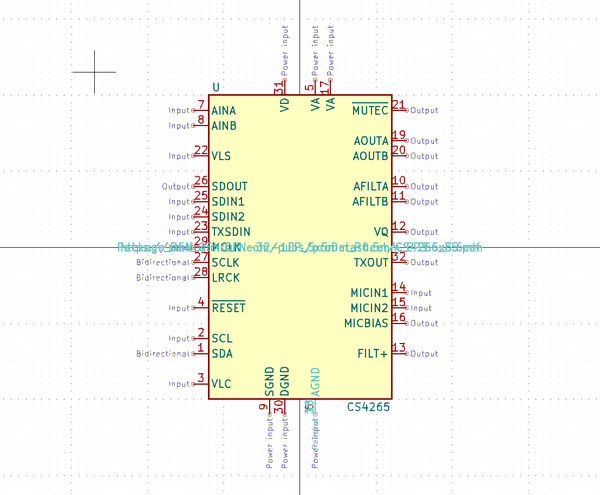 Power input
Power input
Power input
U
31
5
17
VD
VA
VA
Input 7 AINA
MUTEC 21 Output
Input 8 AINB
AOUTA 19 Output
Input 22 VLS
AOUTB 20 Output
Output 26 SDOUT
AFILTA 10 Output
Input 25 SDIN1
AFILTB 11 Output
Input 24 SDIN2
Input 23 TXSDIN
VQ 12 Output
29 MCLK
Bidirectional 27 SCLK
TXOUT 32 Output
Bidirectional 28 LRCK
MICIN1 14 Input
Input 4 RESET
MICIN2 15 Input
MICBIAS 16 Output
Input 2 SCL
Bidirectional 1 SDA
FILT+ 13 Output
Input 3 VLC
SGND
DGND
AGND
9
30
CS4265
Power input
Power input
Power input